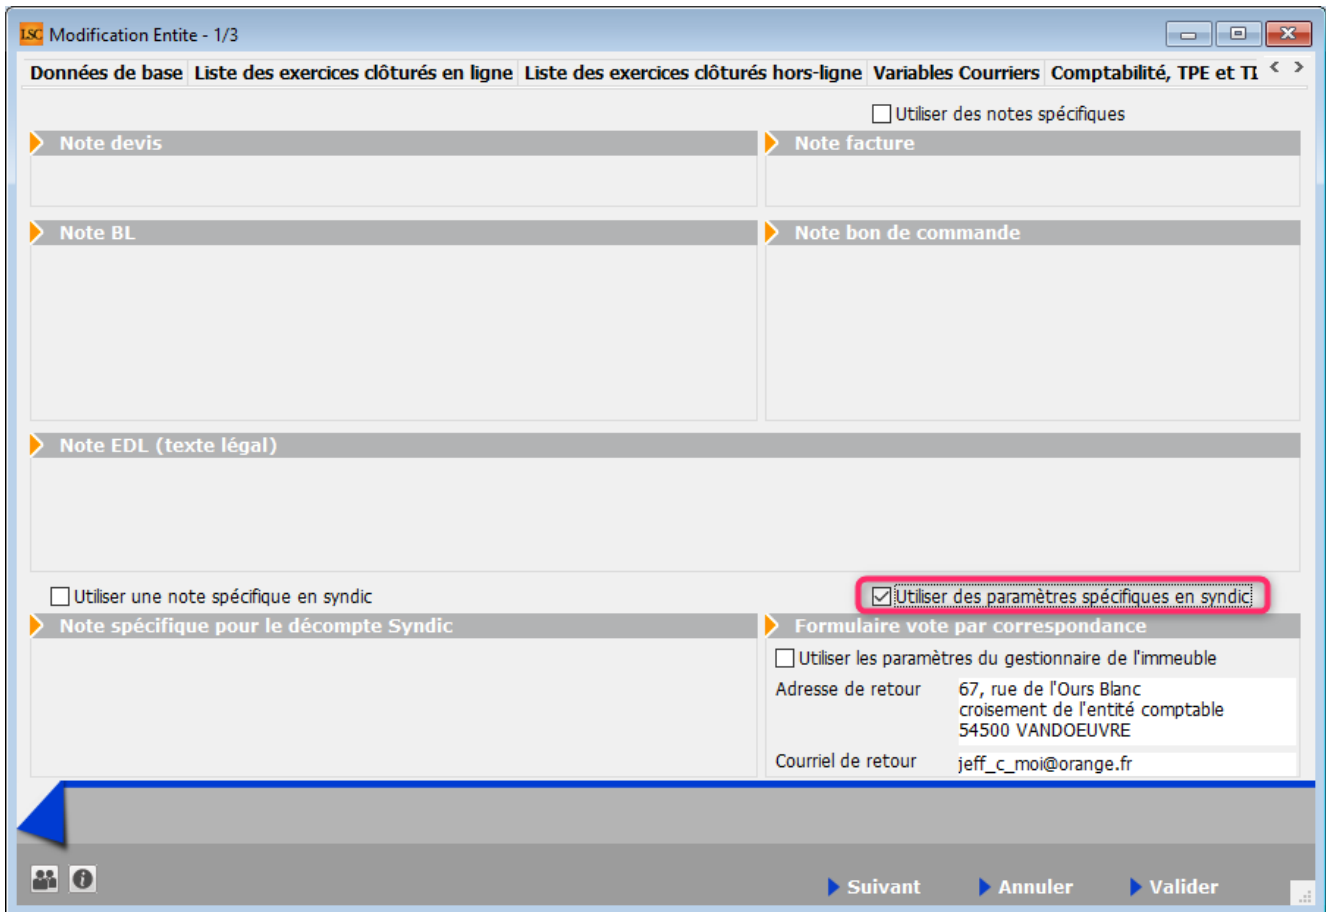 LSC Modification Entite - 1/3
Données de base Liste des exercices clôturés en ligne Liste des exercices clôturés hors-ligne Variables Courriers Comptabilité, TPE et
Utiliser des notes spécifiques
Note devis
Note facture
Note BL
Note bon de commande
Note EDL (texte légal)
Utiliser une note spécifique en syndic
Utiliser des paramètres spécifiques en syndic
Note spécifique pour le décompte Syndic
Formulaire vote par correspondance
Utiliser les paramètres du gestionnaire de l'immeuble
Adresse de retour
67, rue de l'Ours Blanc
croisement de l'entité comptable
54500 VANDOEUVRE
Courriel de retour
jeff_c_moi@orange.fr
Suivant
Annuler
Valider